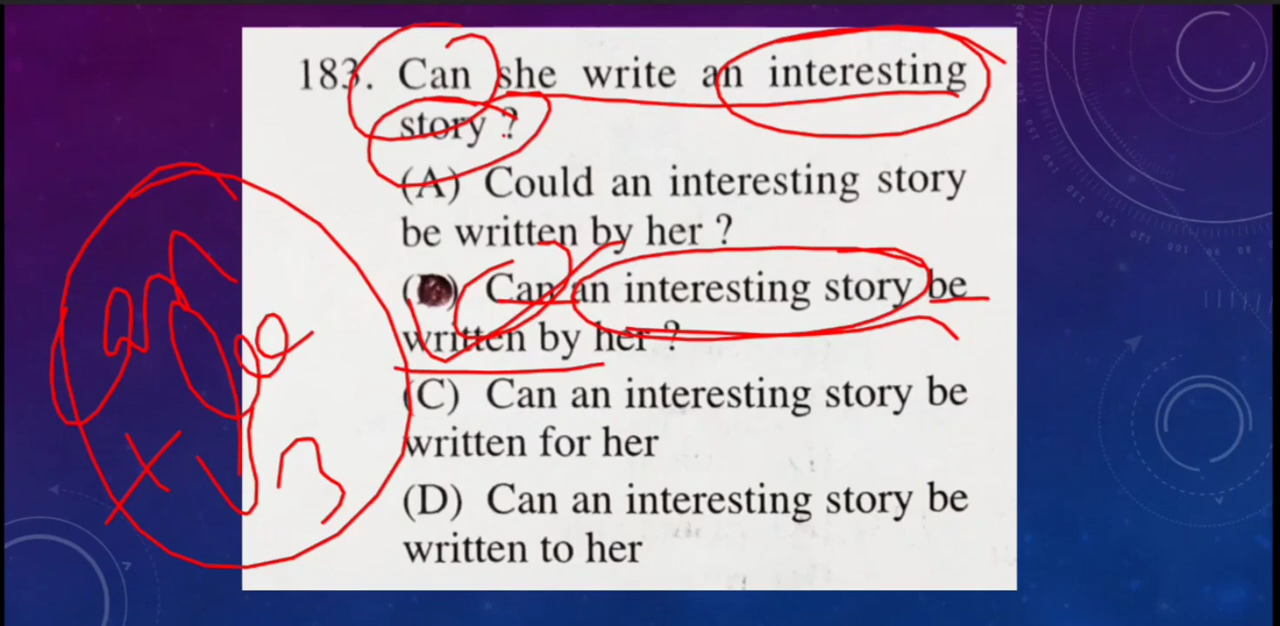 183. Can she write an interesting
story ?
(A) Could an interesting story
be written by her ?
( ) Can an interesting story be
written by her ?
(C) Can an interesting story be
written for her
(D) Can an interesting story be
written to her
be
+ V3